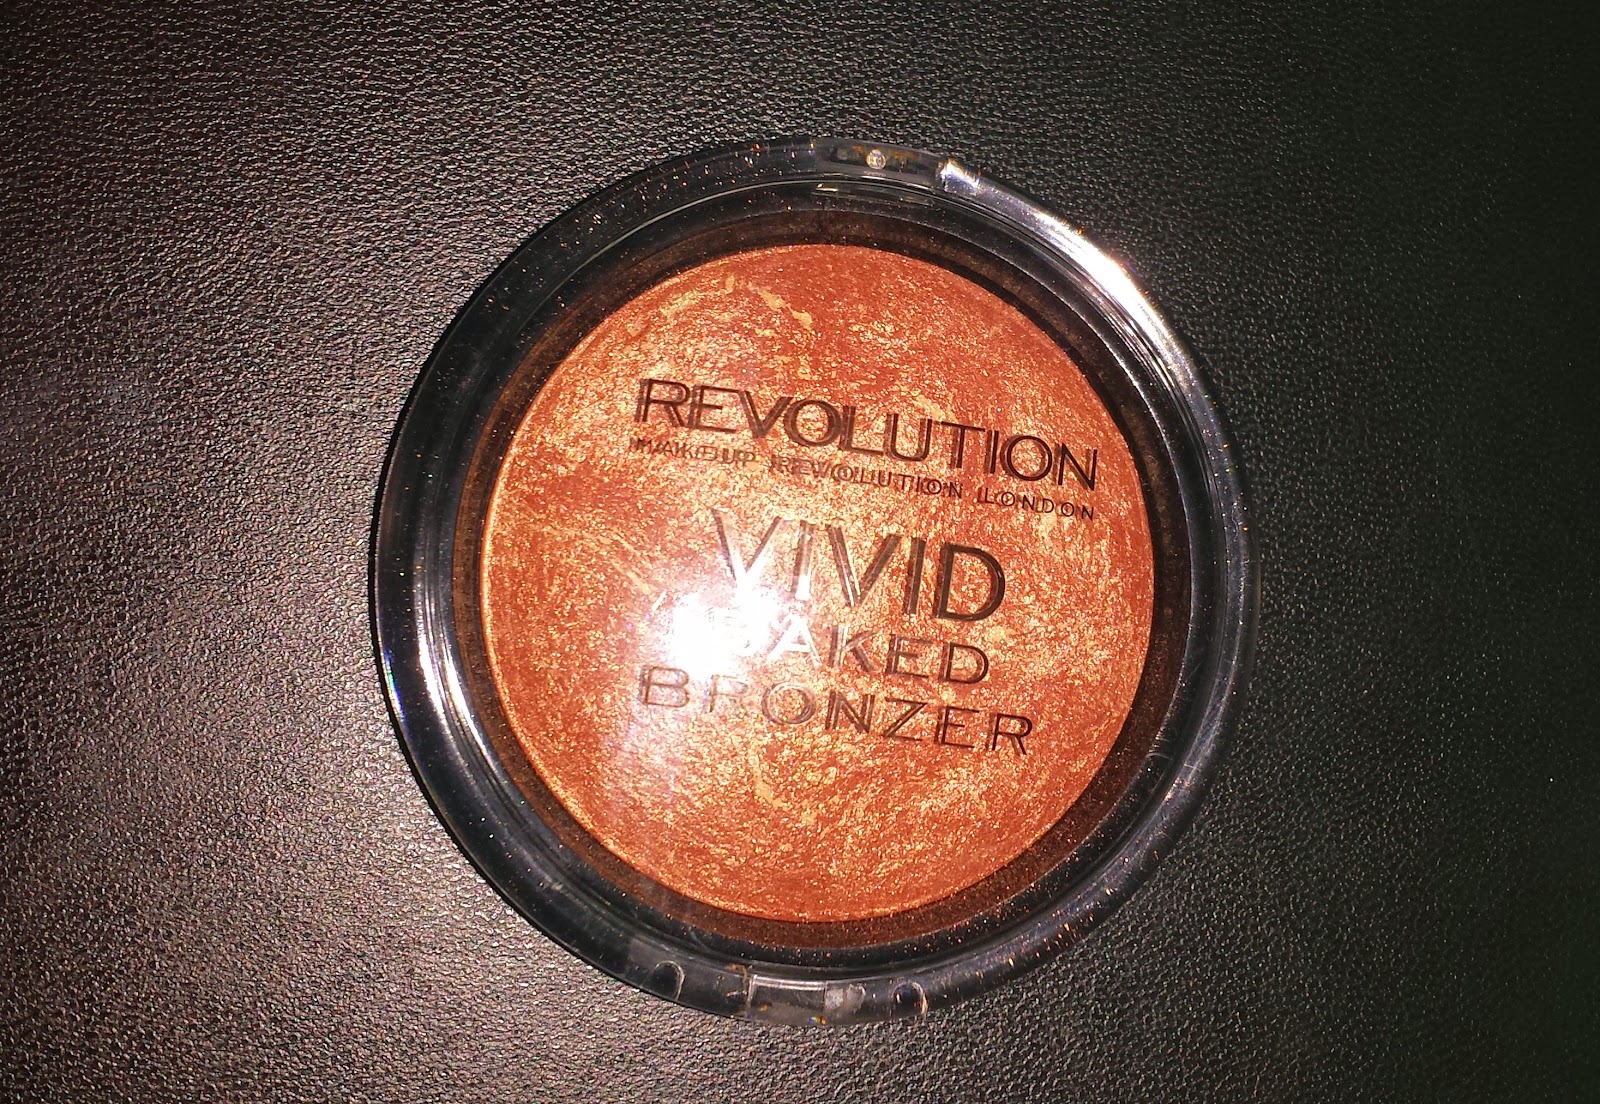 REVOLUTION
MAKEUP REVOLUTION LONDON
VIVID
BAKED
BRONZER